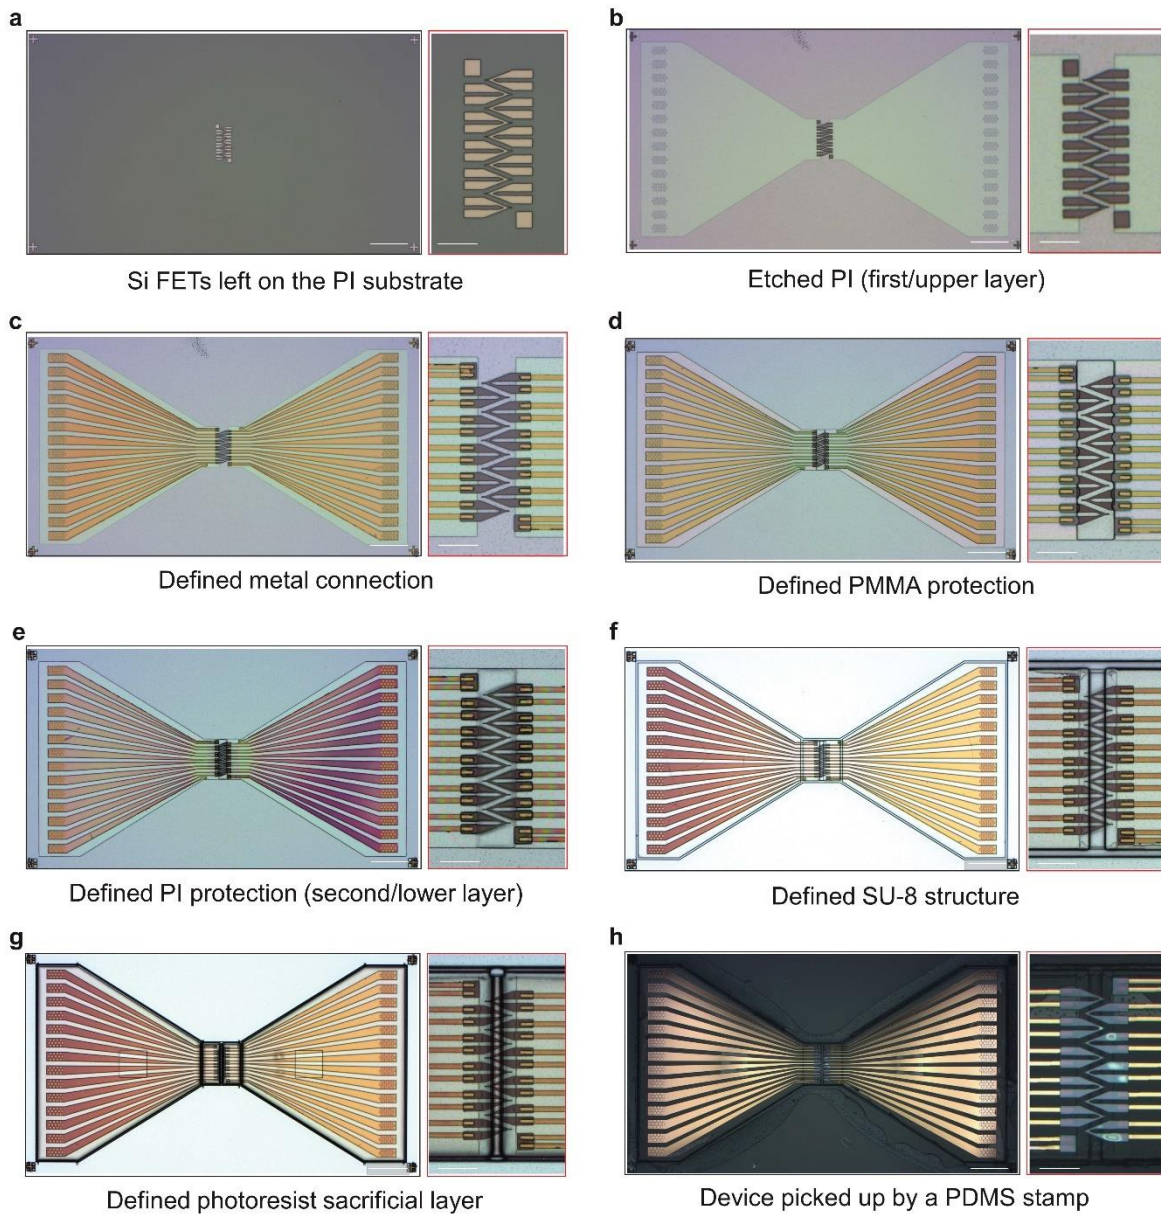 a
b
Si FETs left on the PI substrate
Etched PI (first/upper layer)
c
d
Defined metal connection
Defined PMMA protection
e
f
Defined PI protection (second/lower layer)
Defined SU-8 structure
g
h
Defined photoresist sacrificial layer
Device picked up by a PDMS stamp